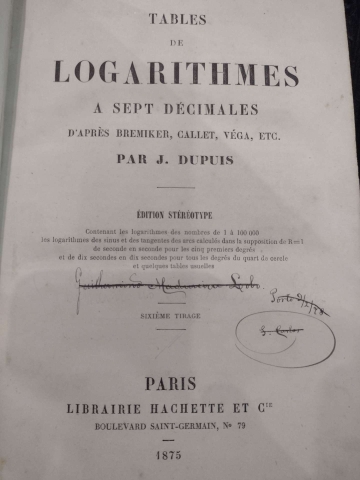 TABLES
DE
LOGARITHMES
A SEPT DÉCIMALES
D'APRÈS BREMIKER, CALLET, VÉGA, ETC.
PAR J. DUPUIS
ÉDITION STÉRÉOTYPE
Contenant les logarithmes des nombres de 1 à 100 000
les logarithmes des sinus et des tangentes des arcs calculés dans la supposition de R=1
de seconde en seconde pour les cinq premiers degrés
et de dix secondes en dix secondes pour tous les degrés du quart de cercle
et quelques tables usuelles
Lobo
Porto
SIXIÈME TIRAGE
PARIS
LIBRAIRIE HACHETTE ET Cie
BOULEVARD SAINT-GERMAIN, No 79
1875